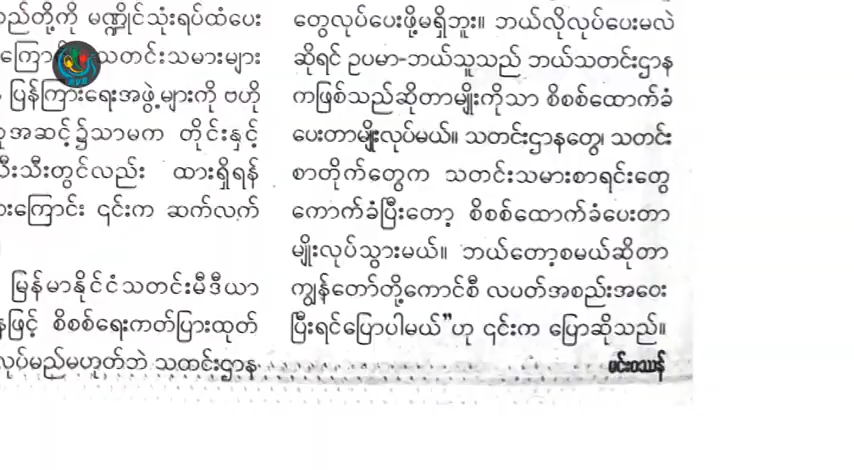 ည်တို့ကို မဏ္ဍိုင်သုံးရပ်ထံပေး
သတင်းသမားများ
ပြန်ကြားရေးအဖွဲ့များကို ဗဟို
အဆင့်၌သာမက တိုင်းနှင့်
သီးသီးတွင်လည်း ထားရှိရန်
ကြောင်း ၎င်းက ဆက်လက်
မြန်မာနိုင်ငံသတင်းမီဒီယာ
ဖြင့် စိစစ်ရေးကတ်ပြားထုတ်
လုပ်မည်မဟုတ်ဘဲ သတင်းဌာန
တွေလုပ်ပေးဖို့မရှိဘူး။ ဘယ်လိုလုပ်ပေးမလဲ
ဆိုရင် ဥပမာ-ဘယ်သူသည် ဘယ်သတင်းဌာန
ကဖြစ်သည်ဆိုတာမျိုးကိုသာ စိစစ်ထောက်ခံ
ပေးတာမျိုးလုပ်မယ်။ သတင်းဌာနတွေ၊ သတင်း
စာတိုက်တွေက သတင်းသမားစာရင်းတွေ
ကောက်ခံပြီးတော့ စိစစ်ထောက်ခံပေးတာ
မျိုးလုပ်သွားမယ်။ ဘယ်တော့စမယ်ဆိုတာ
ကျွန်တော်တို့ကောင်စီ လပတ်အစည်းအဝေး
ပြီးရင်ပြောပါမယ်”ဟု ၎င်းက ပြောဆိုသည်။